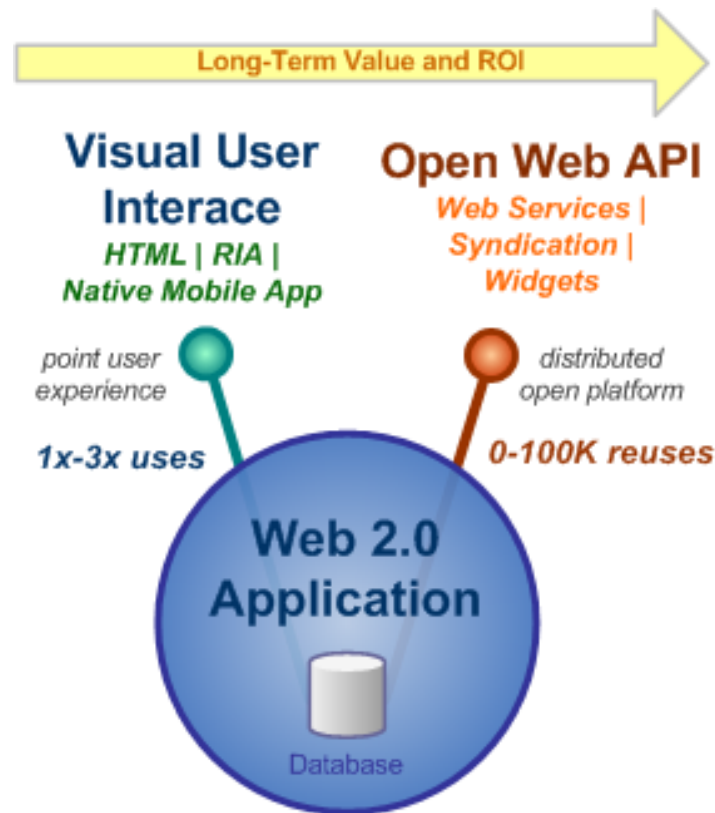 Long-Term Value and ROI
Visual User
Interace
HTML | RIA |
Native Mobile App
Open Web API
Web Services |
Syndication |
Widgets
point user
experience
1x-3x uses
distributed
open platform
0-100K reuses
Web 2.0
Application
Database